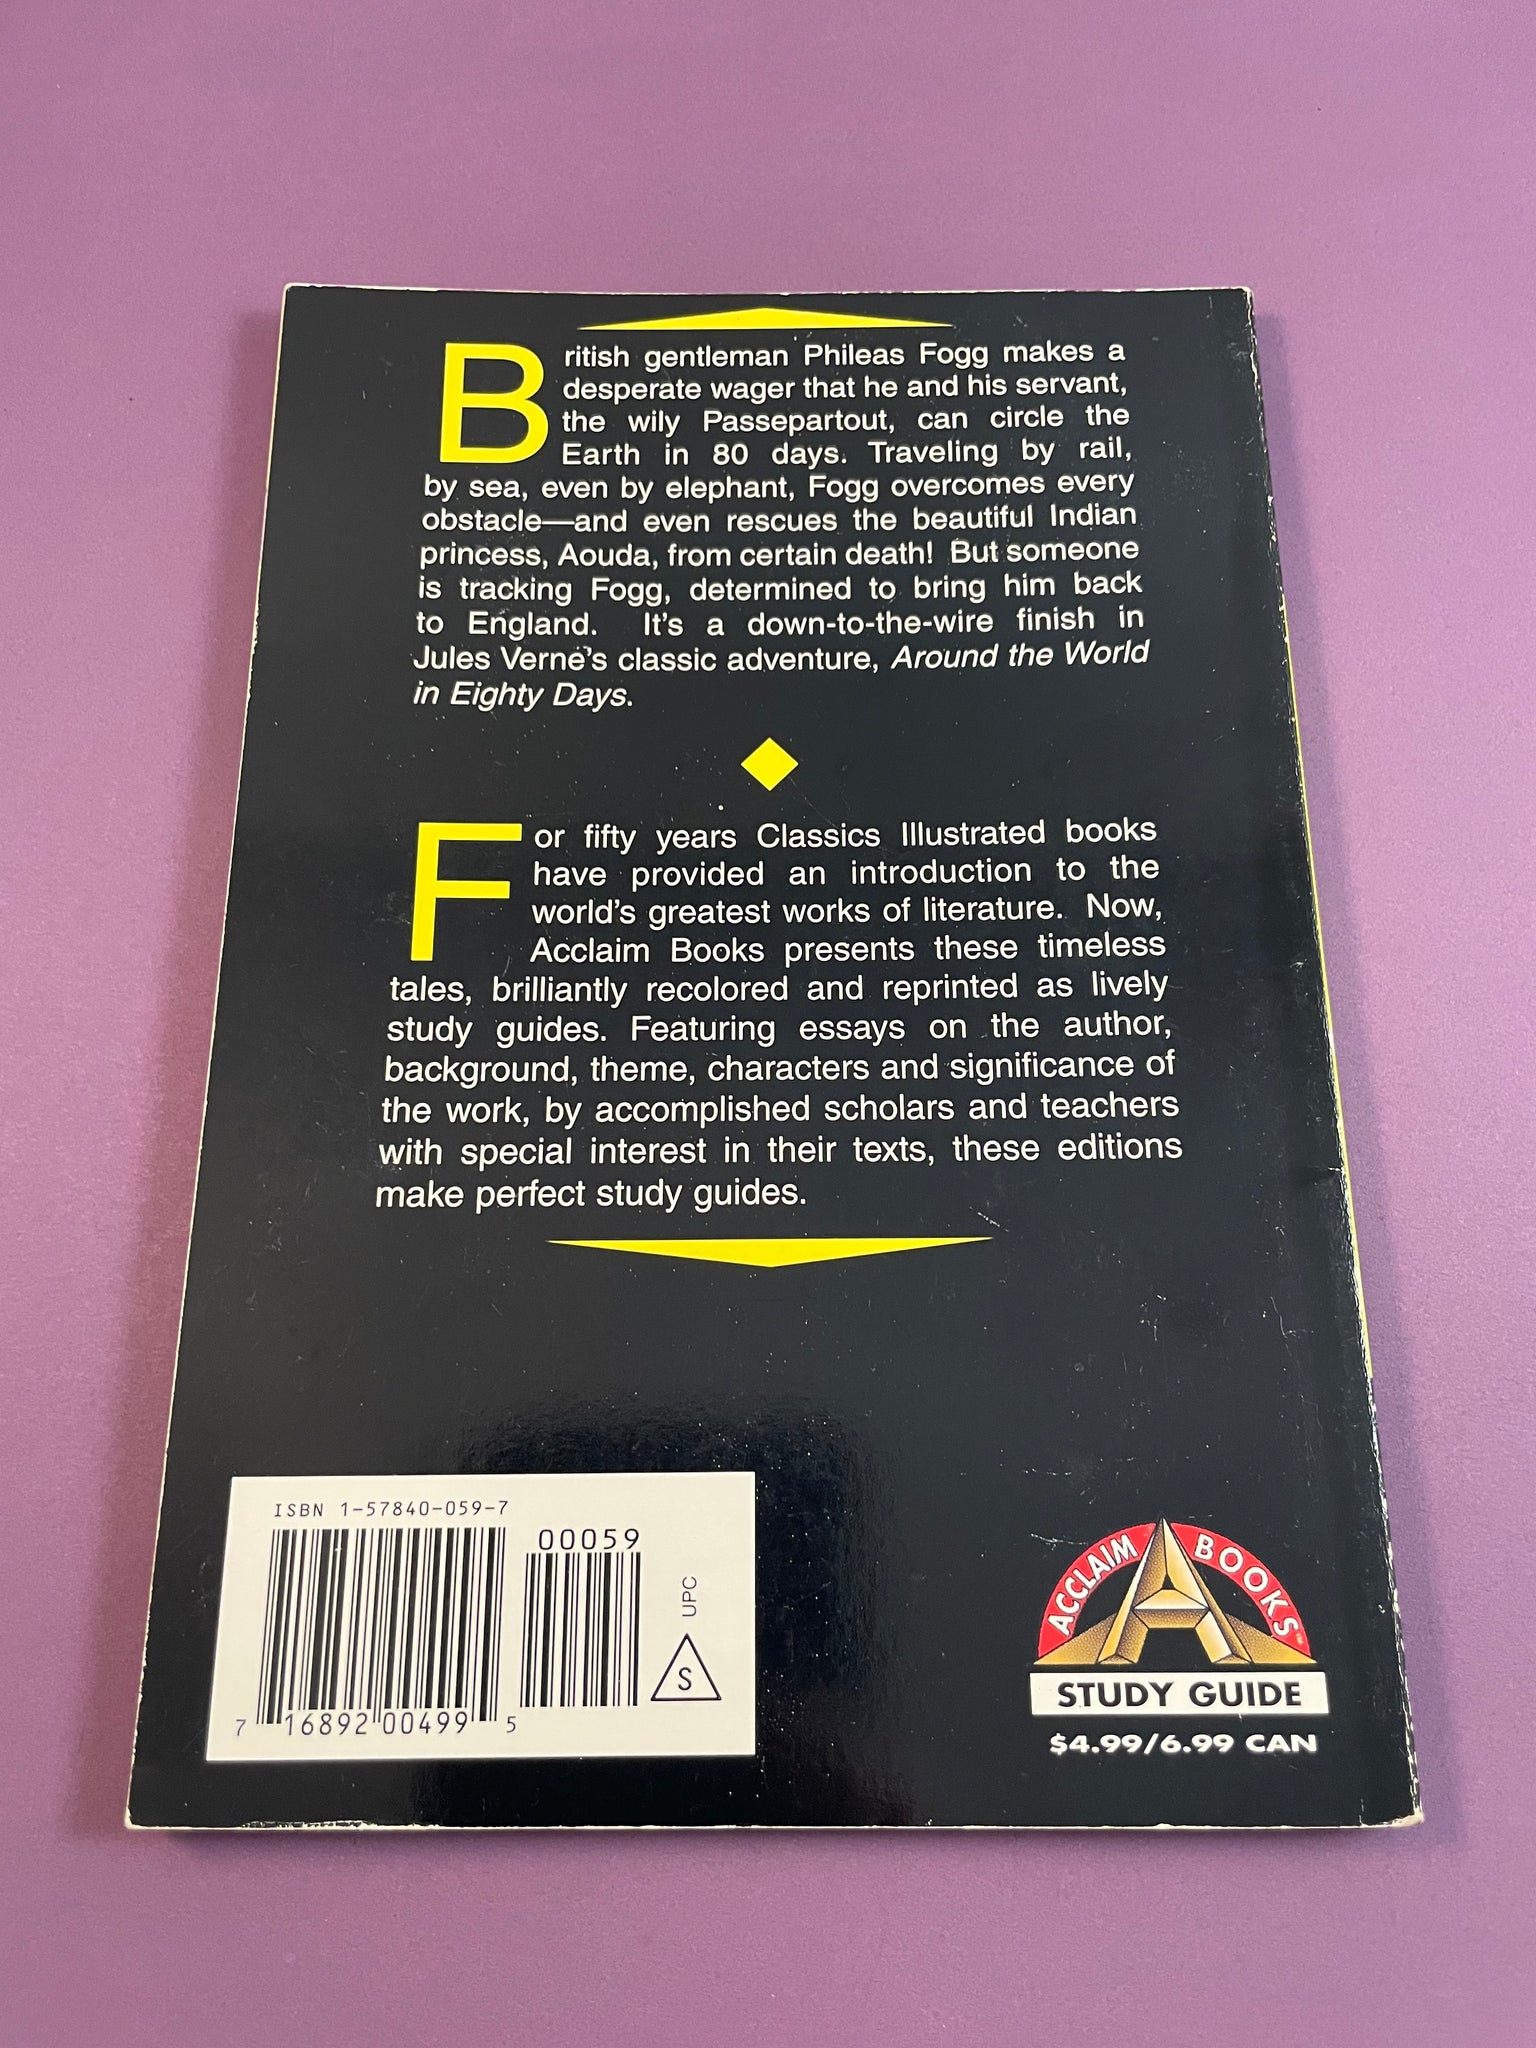 British gentleman Phileas Fogg makes a
desperate wager that he and his servant,
the wily Passepartout, can circle the
Earth in 80 days. Traveling by rail,
by sea, even by elephant, Fogg overcomes every
obstacle—and even rescues the beautiful Indian
princess, Aouda, from certain death! But someone
is tracking Fogg, determined to bring him back
to England. It's a down-to-the-wire finish in
Jules Verne's classic adventure, Around the World
in Eighty Days.
For fifty years Classics Illustrated books
have provided an introduction to the
world's greatest works of literature. Now,
Acclaim Books presents these timeless
tales, brilliantly recolored and reprinted as lively
study guides. Featuring essays on the author,
background, theme, characters and significance of
the work, by accomplished scholars and teachers
with special interest in their texts, these editions
make perfect study guides.
ISBN 1-57840-059-7
00059
UPC
S
7 16892 00499 5
ACCLAIM BOOKS™
STUDY GUIDE
$4.99/6.99 CAN